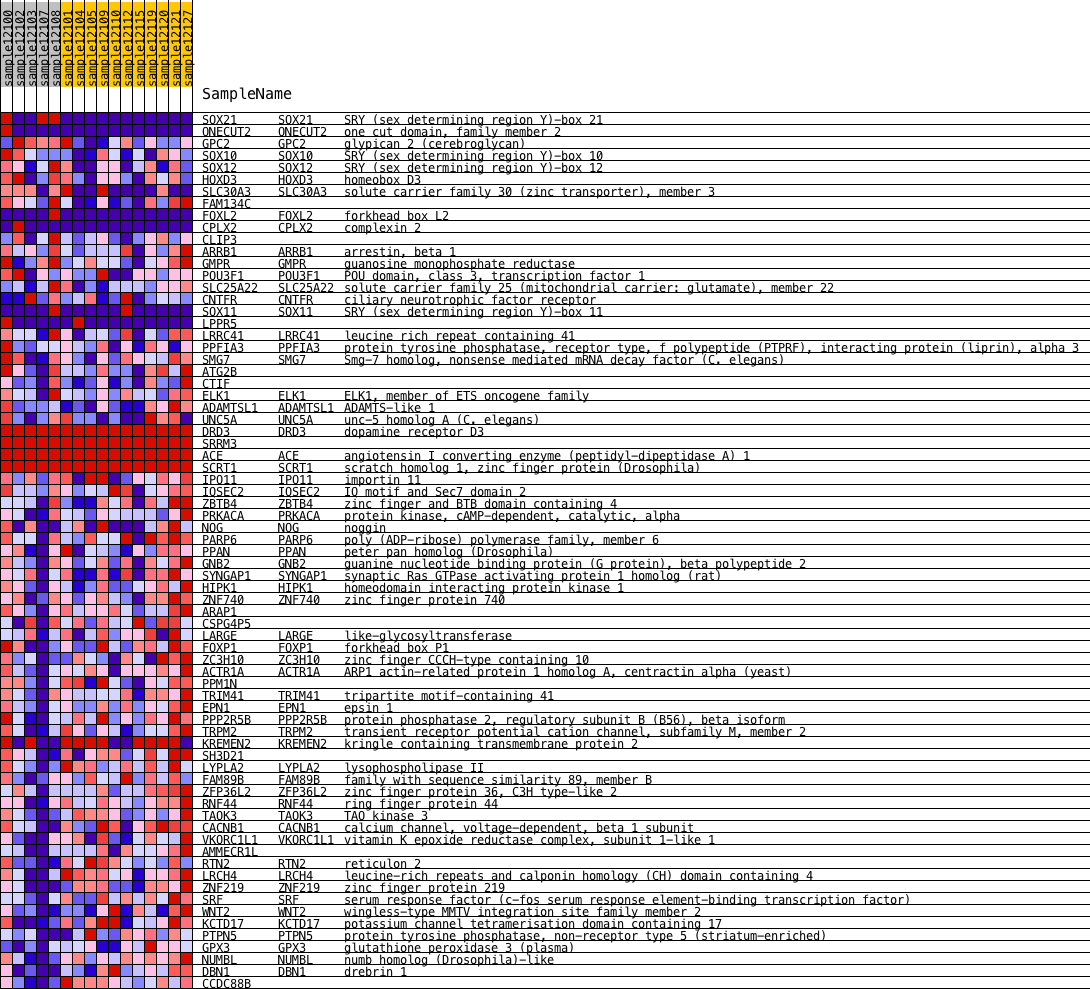 sample12100
sample12102
sample12103
sample12107
sample12108
sample12101
sample12104
sample12105
sample12109
sample12110
sample12112
sample12115
sample12119
sample12120
sample12121
sample12127
SampleName
SOX21 SOX21 SRY (sex determining region Y)-box 21
ONECUT2 ONECUT2 one cut domain, family member 2
GPC2 GPC2 glypican 2 (cerebroglycan)
SOX10 SOX10 SRY (sex determining region Y)-box 10
SOX12 SOX12 SRY (sex determining region Y)-box 12
HOXD3 HOXD3 homeobox D3
SLC30A3 SLC30A3 solute carrier family 30 (zinc transporter), member 3
FAM134C
FOXL2 FOXL2 forkhead box L2
CPLX2 CPLX2 complexin 2
CLIP3
ARRB1 ARRB1 arrestin, beta 1
GMPR GMPR guanosine monophosphate reductase
POU3F1 POU3F1 POU domain, class 3, transcription factor 1
SLC25A22 SLC25A22 solute carrier family 25 (mitochondrial carrier: glutamate), member 22
CNTFR CNTFR ciliary neurotrophic factor receptor
SOX11 SOX11 SRY (sex determining region Y)-box 11
LPPR5
LRRC41 LRRC41 leucine rich repeat containing 41
PPFIA3 PPFIA3 protein tyrosine phosphatase, receptor type, f polypeptide (PTPRF), interacting protein (liprin), alpha 3
SMG7 SMG7 Smg-7 homolog, nonsense mediated mRNA decay factor (C. elegans)
ATG2B
CTIF
ELK1 ELK1 ELK1, member of ETS oncogene family
ADAMTSL1 ADAMTSL1 ADAMTS-like 1
UNC5A UNC5A unc-5 homolog A (C. elegans)
DRD3 DRD3 dopamine receptor D3
SRRM3
ACE ACE angiotensin I converting enzyme (peptidyl-dipeptidase A) 1
SCRT1 SCRT1 scratch homolog 1, zinc finger protein (Drosophila)
IPO11 IPO11 importin 11
IQSEC2 IQSEC2 IQ motif and Sec7 domain 2
ZBTB4 ZBTB4 zinc finger and BTB domain containing 4
PRKACA PRKACA protein kinase, cAMP-dependent, catalytic, alpha
NOG NOG noggin
PARP6 PARP6 poly (ADP-ribose) polymerase family, member 6
PPAN PPAN peter pan homolog (Drosophila)
GNB2 GNB2 guanine nucleotide binding protein (G protein), beta polypeptide 2
SYNGAP1 SYNGAP1 synaptic Ras GTPase activating protein 1 homolog (rat)
HIPK1 HIPK1 homeodomain interacting protein kinase 1
ZNF740 ZNF740 zinc finger protein 740
ARAP1
CSPG4P5
LARGE LARGE like-glycosyltransferase
FOXP1 FOXP1 forkhead box P1
ZC3H10 ZC3H10 zinc finger CCCH-type containing 10
ACTR1A ACTR1A ARP1 actin-related protein 1 homolog A, centractin alpha (yeast)
PPM1N
TRIM41 TRIM41 tripartite motif-containing 41
EPN1 EPN1 epsin 1
PPP2R5B PPP2R5B protein phosphatase 2, regulatory subunit B (B56), beta isoform
TRPM2 TRPM2 transient receptor potential cation channel, subfamily M, member 2
KREMEN2 KREMEN2 kringle containing transmembrane protein 2
SH3D21
LYPLA2 LYPLA2 lysophospholipase II
FAM89B FAM89B family with sequence similarity 89, member B
ZFP36L2 ZFP36L2 zinc finger protein 36, C3H type-like 2
RNF44 RNF44 ring finger protein 44
TAOK3 TAOK3 TAO kinase 3
CACNB1 CACNB1 calcium channel, voltage-dependent, beta 1 subunit
VKORC1L1 VKORC1L1 vitamin K epoxide reductase complex, subunit 1-like 1
AMMECR1L
RTN2 RTN2 reticulon 2
LRCH4 LRCH4 leucine-rich repeats and calponin homology (CH) domain containing 4
ZNF219 ZNF219 zinc finger protein 219
SRF SRF serum response factor (c-fos serum response element-binding transcription factor)
WNT2 WNT2 wingless-type MMTV integration site family member 2
KCTD17 KCTD17 potassium channel tetramerisation domain containing 17
PTPN5 PTPN5 protein tyrosine phosphatase, non-receptor type 5 (striatum-enriched)
GPX3 GPX3 glutathione peroxidase 3 (plasma)
NUMBL NUMBL numb homolog (Drosophila)-like
DBN1 DBN1 drebrin 1
CCDC88B